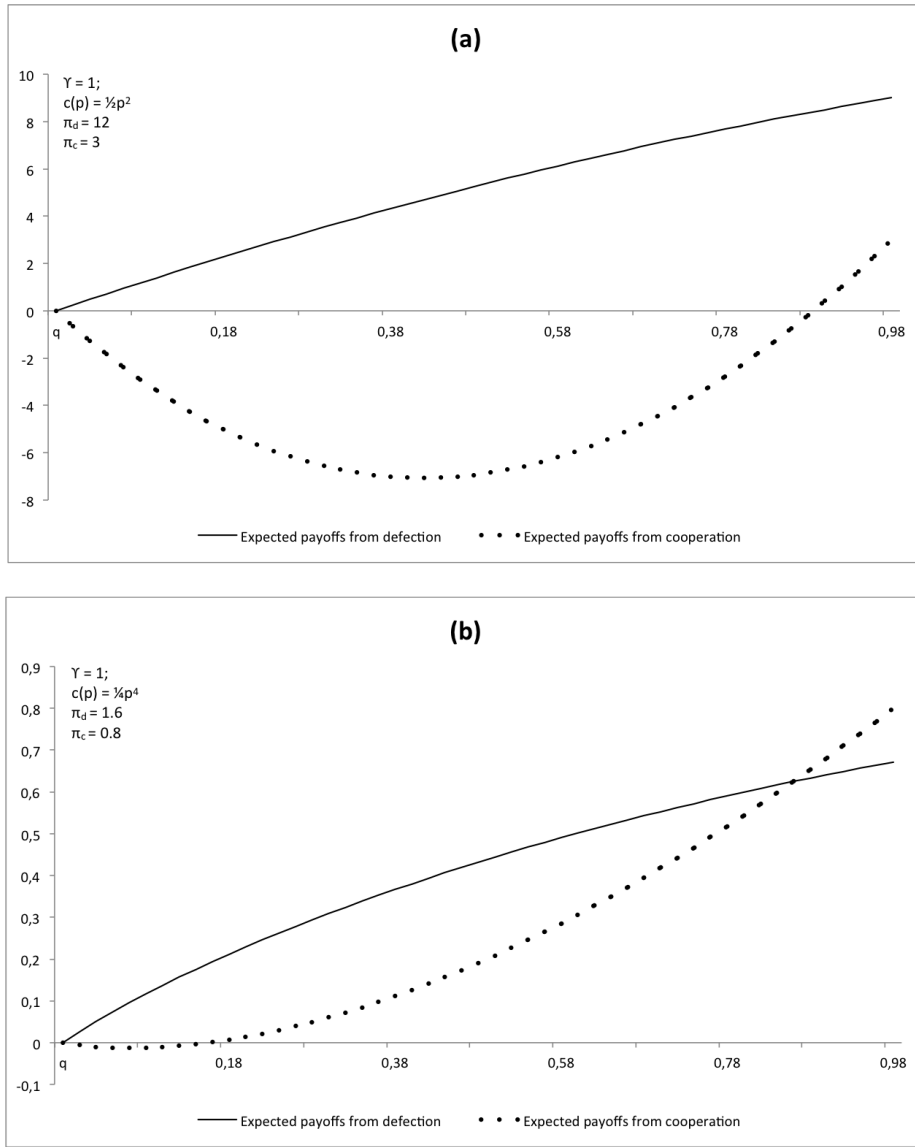 (a)
ϒ = 1;
c(p) = ½p²
π_d = 12
π_c = 3
10
8
6
4
2
0
-2
-4
-6
-8
q 0,18 0,38 0,58 0,78 0,98
Expected payoffs from defection Expected payoffs from cooperation
(b)
ϒ = 1;
c(p) = ¼p⁴
π_d = 1.6
π_c = 0.8
0,9
0,8
0,7
0,6
0,5
0,4
0,3
0,2
0,1
0
-0,1
q 0,18 0,38 0,58 0,78 0,98
Expected payoffs from defection Expected payoffs from cooperation